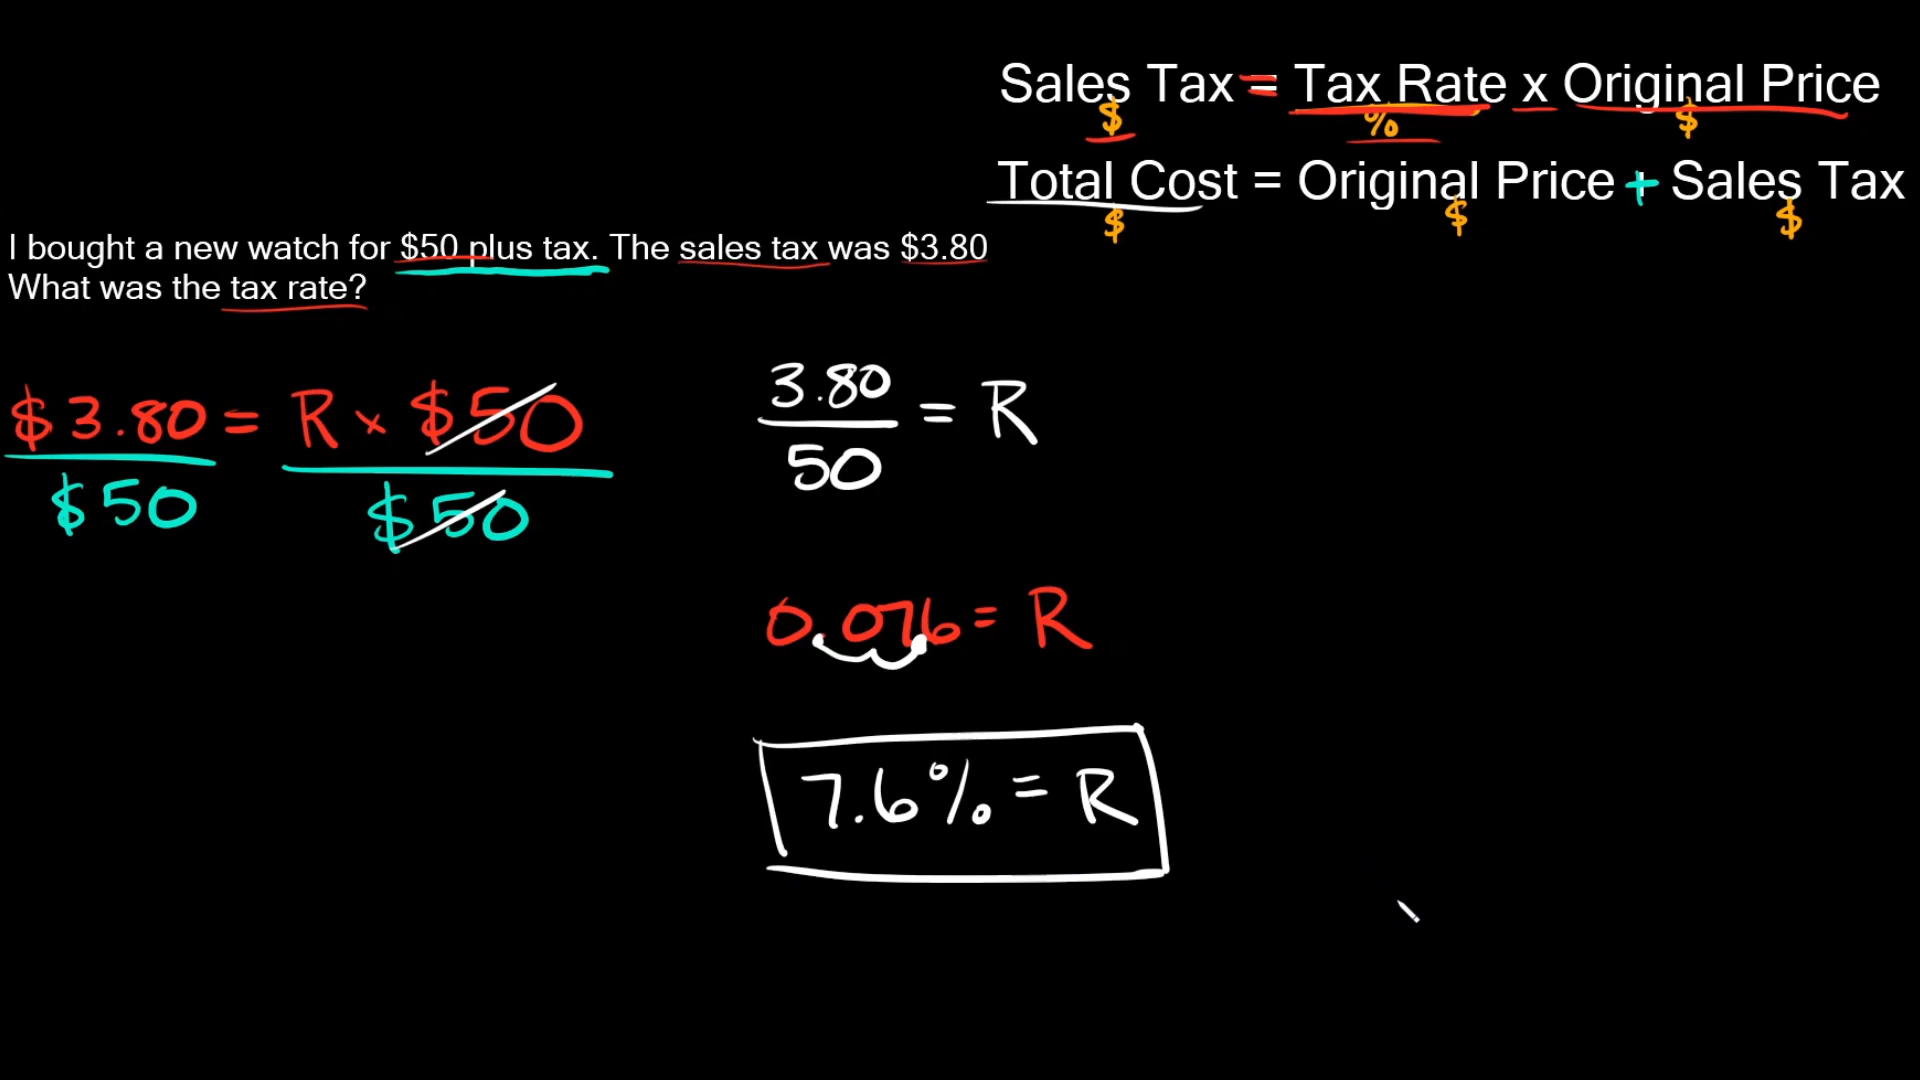 Sales Tax = Tax Rate x Original Price
$ % $
Total Cost = Original Price + Sales Tax
$ $ $
I bought a new watch for $50 plus tax. The sales tax was $3.80
What was the tax rate?
$3.80 = R x $50
$50 $50
3.80
50
= R
0.076 = R
7.6% = R